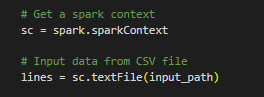 # Get a spark context
sc = spark.sparkContext
# Input data from CSV file
lines = sc.textFile(input_path)